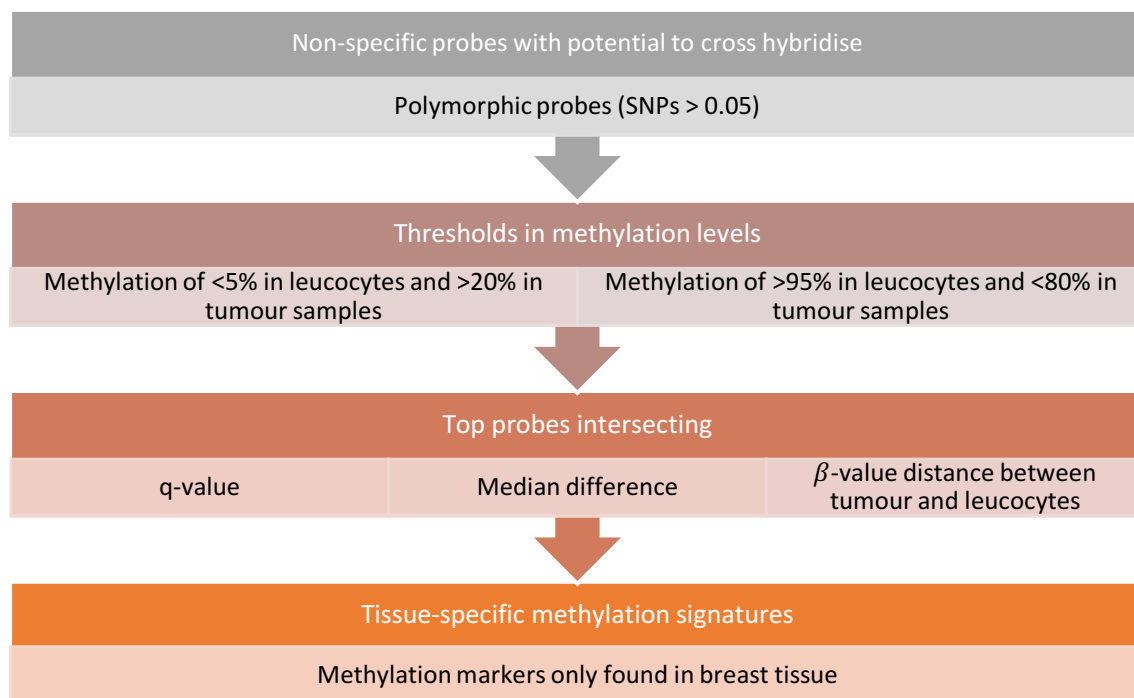 Non-specific probes with potential to cross hybridise
Polymorphic probes (SNPs > 0.05)
Thresholds in methylation levels
Methylation of <5% in leucocytes and >20% in
tumour samples
Methylation of >95% in leucocytes and <80% in
tumour samples
Top probes intersecting
q-value
Median difference
𝛽-value distance between
tumour and leucocytes
Tissue-specific methylation signatures
Methylation markers only found in breast tissue